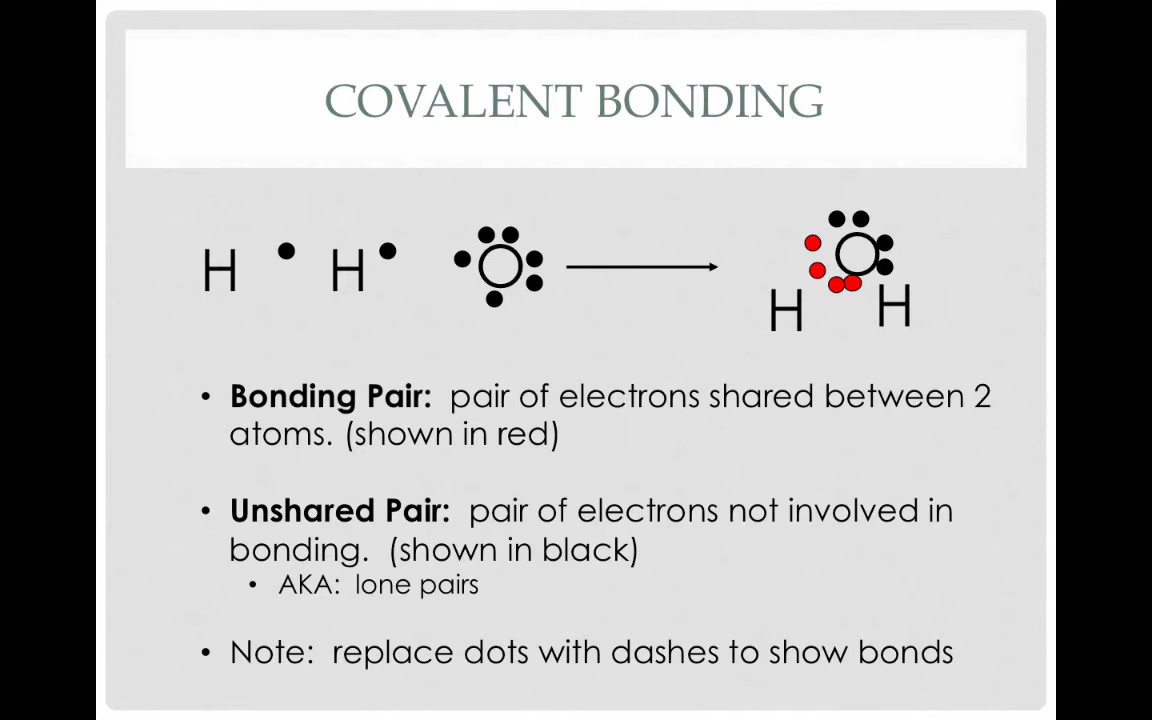 COVALENT BONDING
H H O
O
H H
• Bonding Pair: pair of electrons shared between 2
atoms. (shown in red)
• Unshared Pair: pair of electrons not involved in
bonding. (shown in black)
• AKA: lone pairs
• Note: replace dots with dashes to show bonds